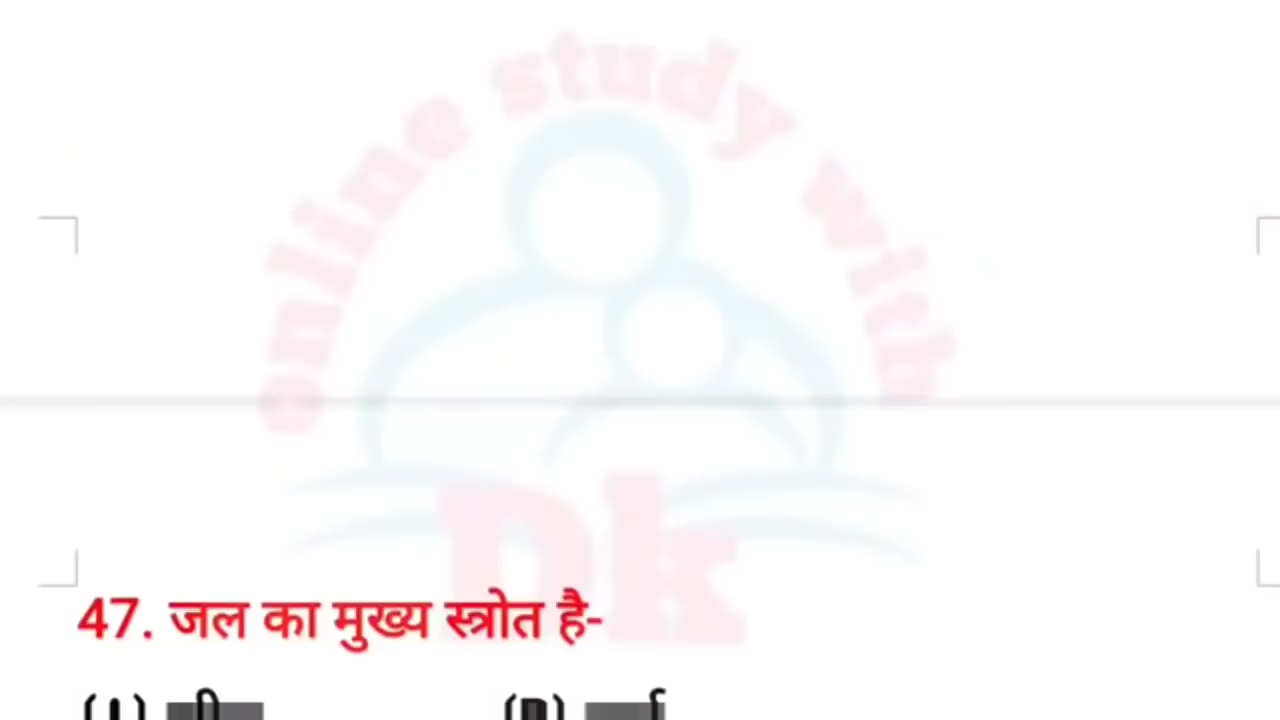 online study with
Dk
47. जल का मुख्य स्त्रोत है-